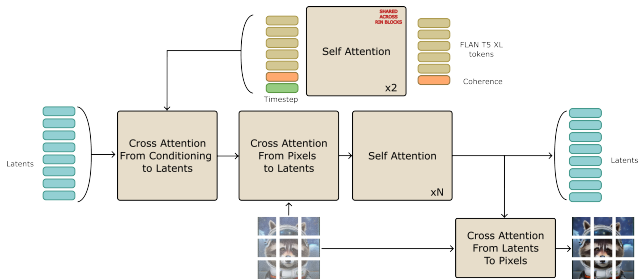 SHARED
ACROSS
RIN BLOCKS
Self Attention
x2
FLAN T5 XL
tokens
Coherence
Timestep
Latents
Cross Attention
From Conditioning
to Latents
Cross Attention
From Pixels
to Latents
Self Attention
xN
Latents
Cross Attention
From Latents
To Pixels